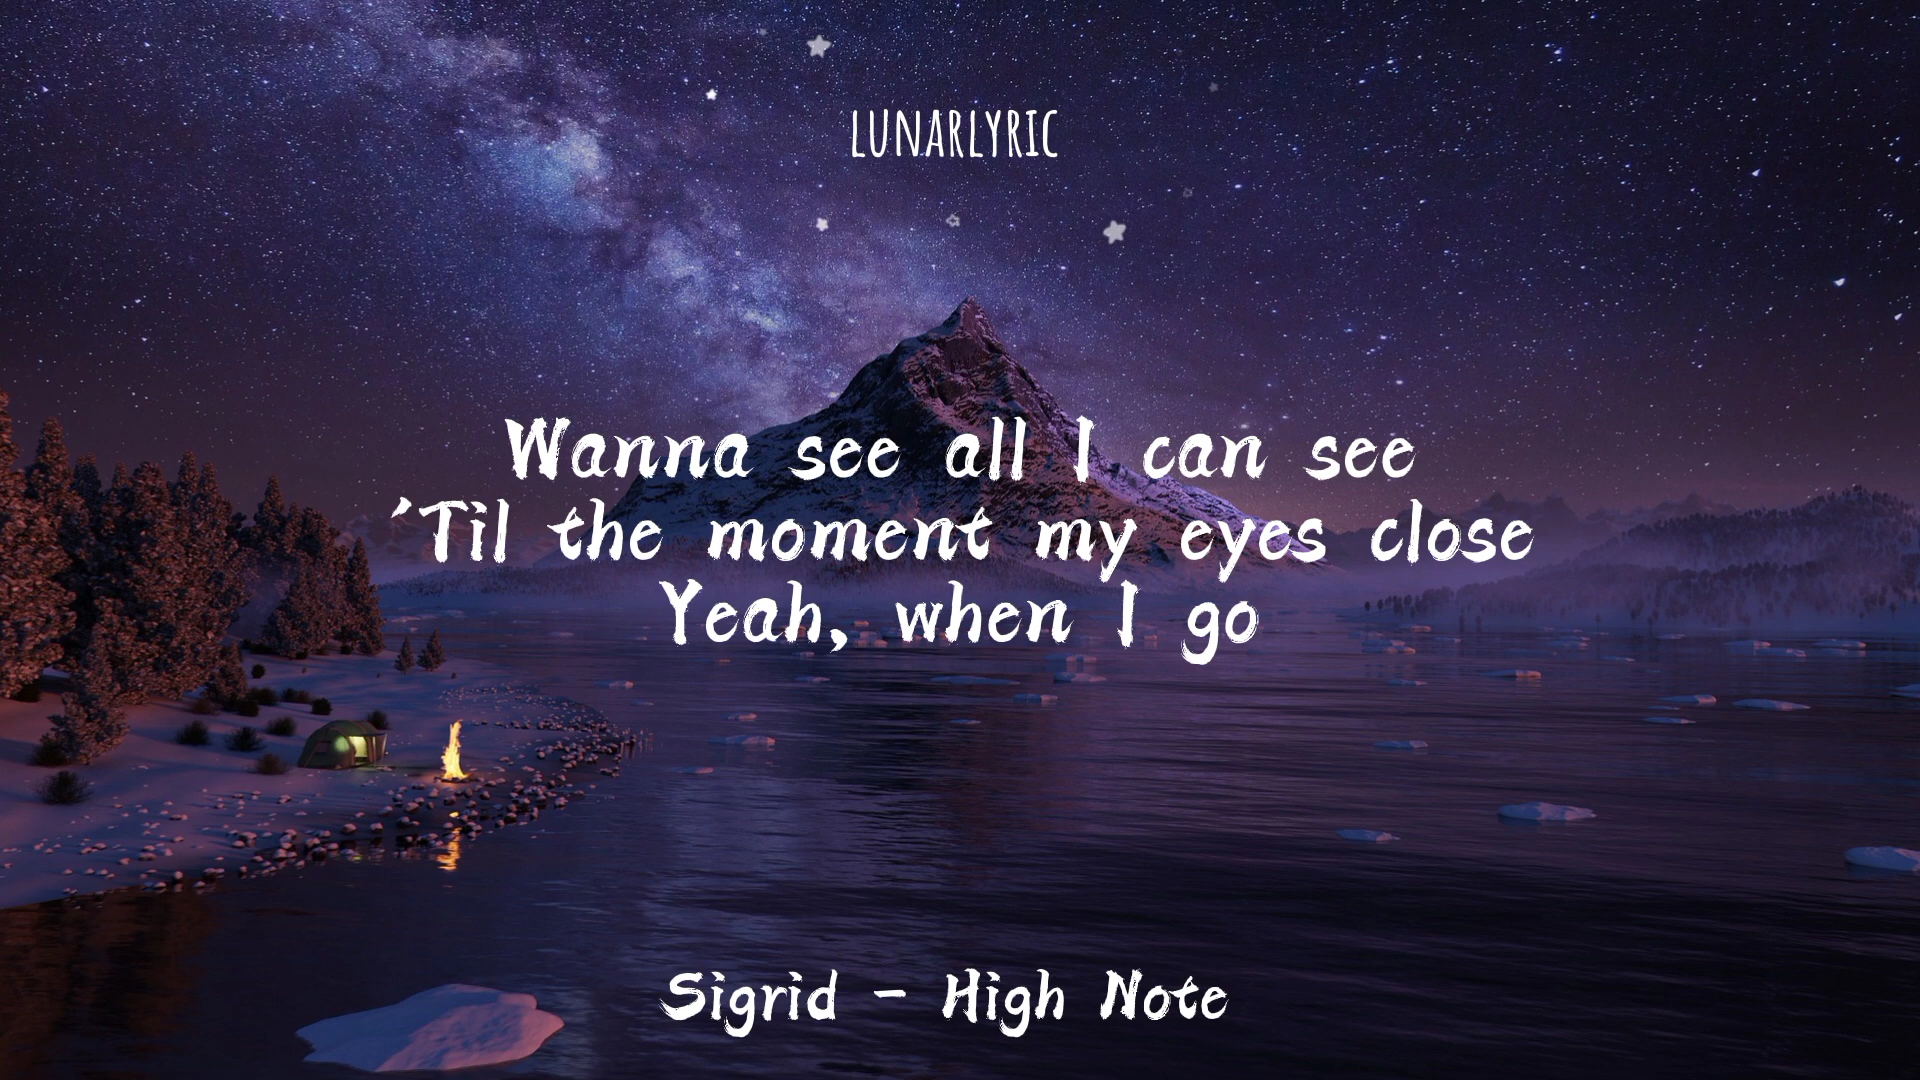 LUNARLYRIC
Wanna see all I can see
'Til the moment my eyes close
Yeah, when I go
Sigrid - High Note